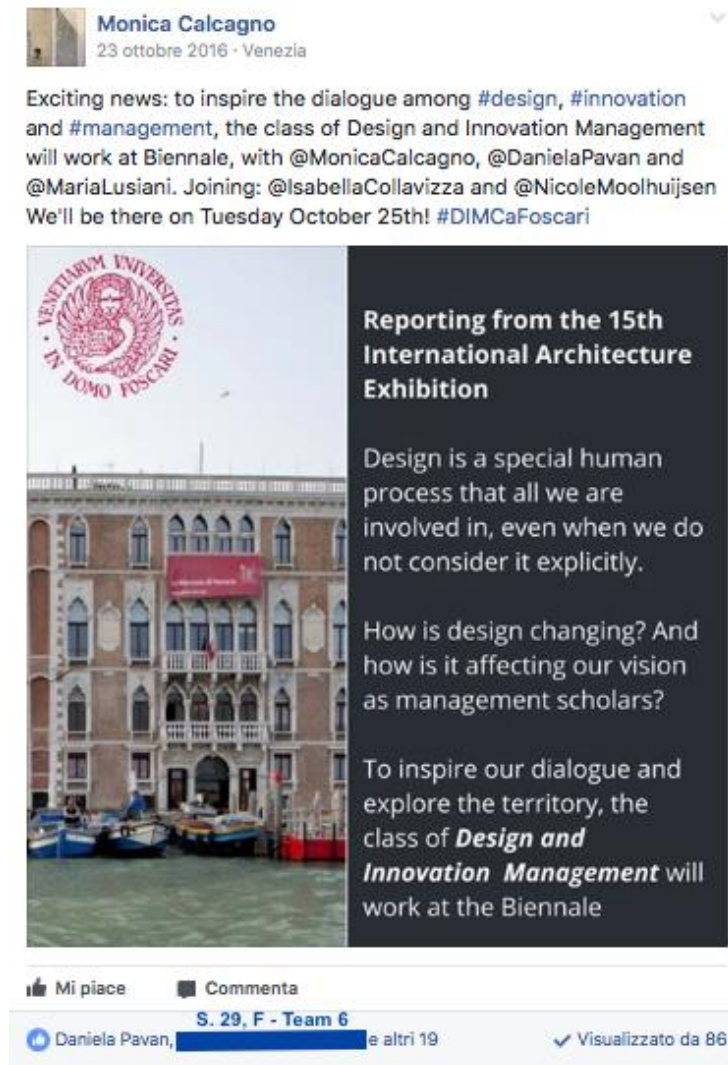 Monica Calcagno
23 ottobre 2016 · Venezia
Exciting news: to inspire the dialogue among #design, #innovation
and #management, the class of Design and Innovation Management
will work at Biennale, with @MonicaCalcagno, @DanielaPavan and
@MariaLusiani. Joining: @IsabellaCollavizza and @NicoleMoolhuijsen
We'll be there on Tuesday October 25th! #DIMCaFoscari
VENETIARVM VNIVERSITAS
· IN DOMO FOSCARI ·
Reporting from the 15th
International Architecture
Exhibition
Design is a special human
process that all we are
involved in, even when we do
not consider it explicitly.
How is design changing? And
how is it affecting our vision
as management scholars?
To inspire our dialogue and
explore the territory, the
class of Design and
Innovation Management will
work at the Biennale
Mi piace
Commenta
S. 29, F - Team 6
Daniela Pavan, e altri 19
Visualizzato da 86